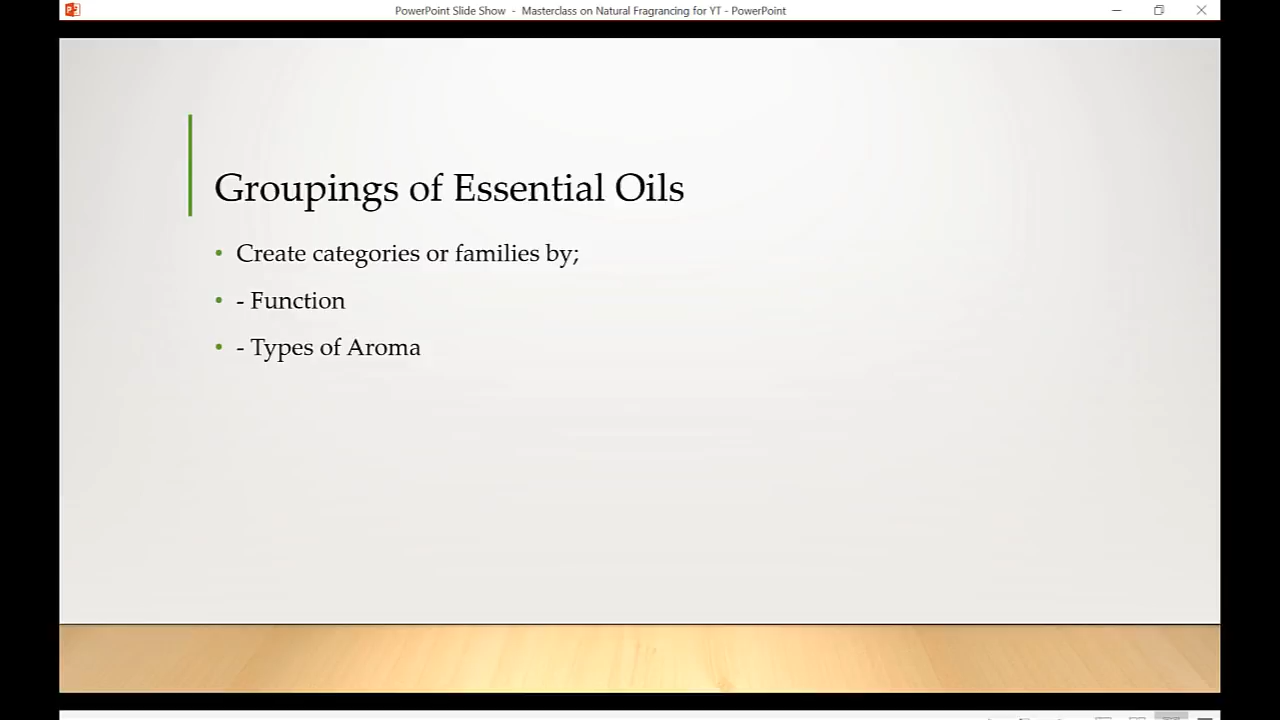 PowerPoint Slide Show - Masterclass on Natural Fragrancing for YT - PowerPoint
Groupings of Essential Oils
• Create categories or families by;
• - Function
• - Types of Aroma